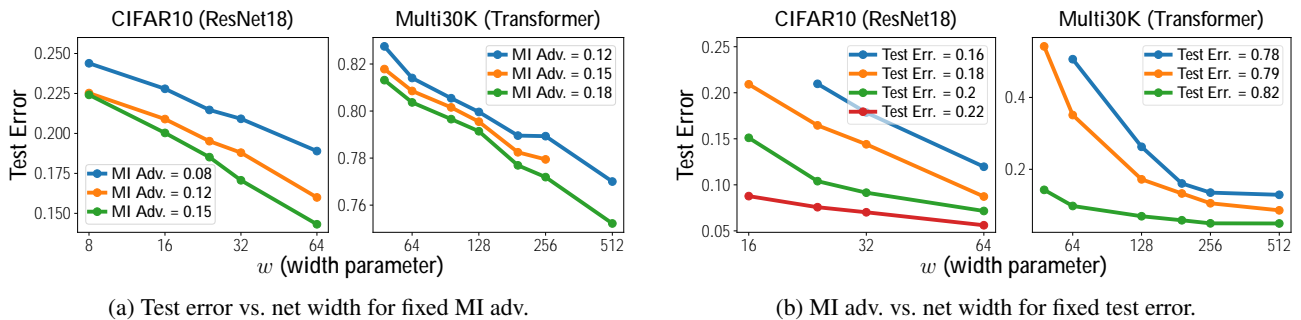 CIFAR10 (ResNet18)
Multi30K (Transformer)
Test Error
0.250
0.225
0.200
0.175
0.150
MI Adv. = 0.08
MI Adv. = 0.12
MI Adv. = 0.15
8
16
32
64
0.82
0.80
0.78
0.76
MI Adv. = 0.12
MI Adv. = 0.15
MI Adv. = 0.18
64
128
256
512
w (width parameter)
(a) Test error vs. net width for fixed MI adv.
CIFAR10 (ResNet18)
Multi30K (Transformer)
Test Error
0.25
0.20
0.15
0.10
0.05
Test Err. = 0.16
Test Err. = 0.18
Test Err. = 0.2
Test Err. = 0.22
16
32
64
0.4
0.2
Test Err. = 0.78
Test Err. = 0.79
Test Err. = 0.82
64
128
256
512
w (width parameter)
(b) MI adv. vs. net width for fixed test error.